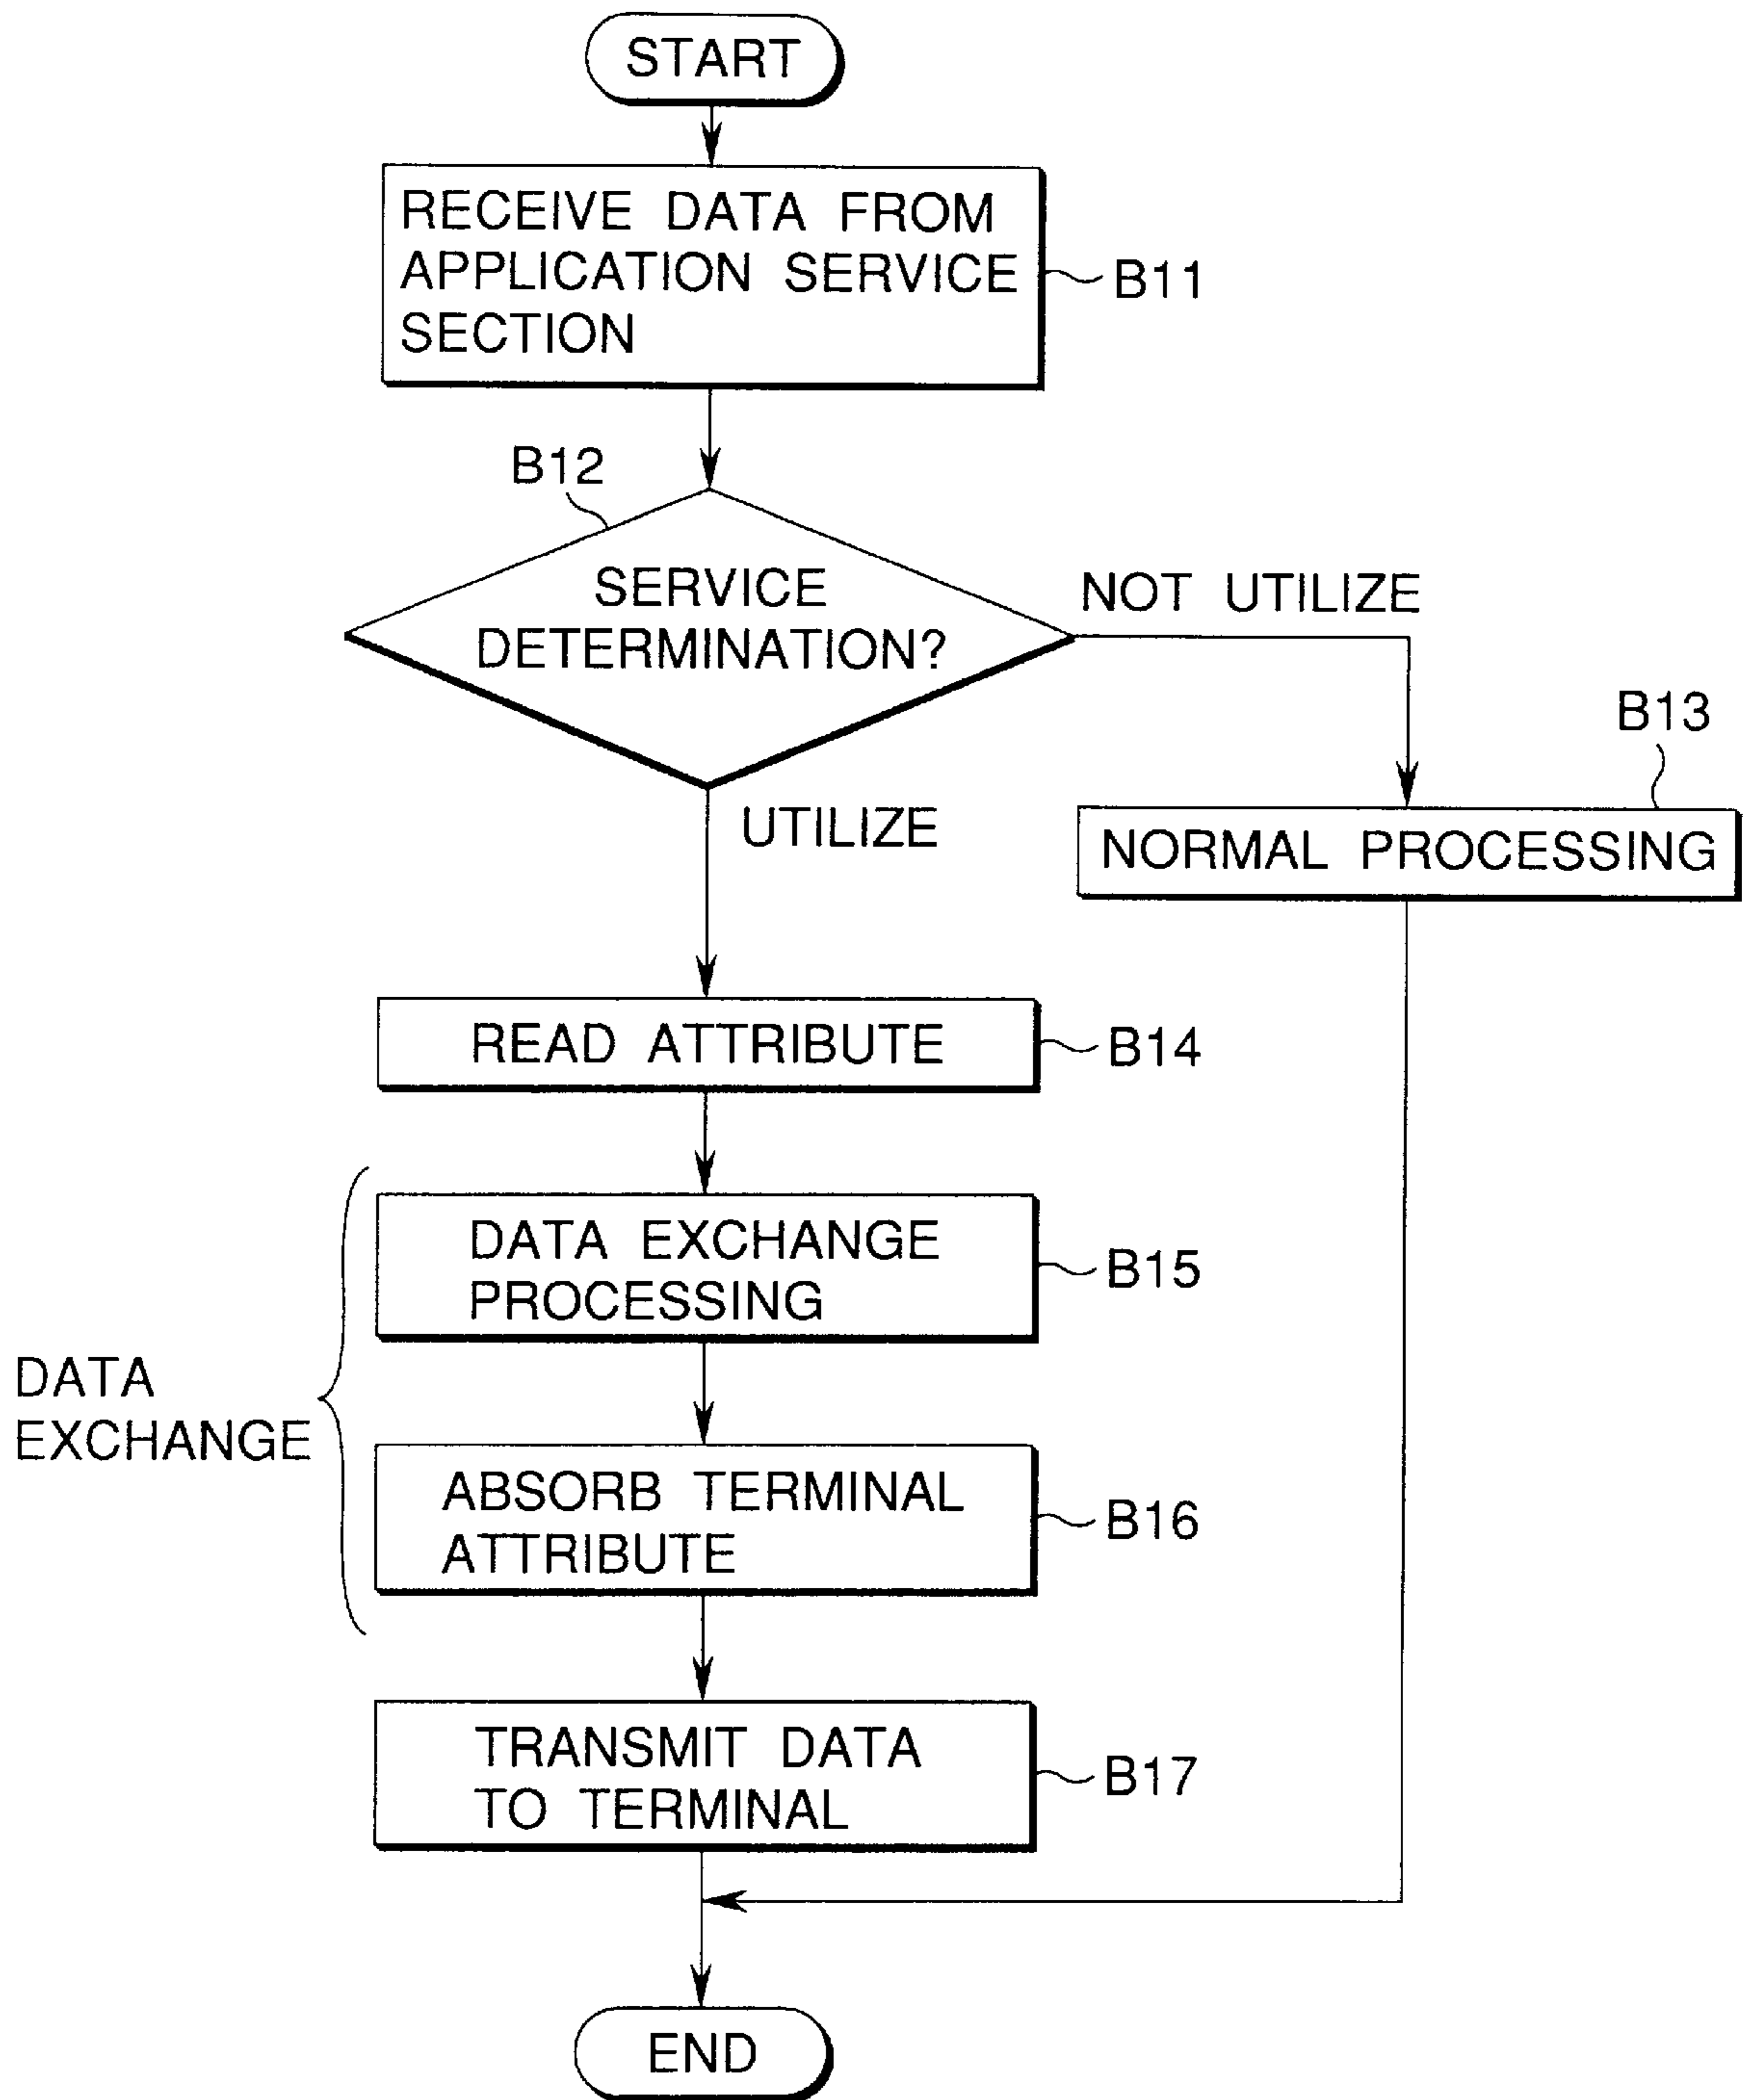 START
RECEIVE DATA FROM
APPLICATION SERVICE
SECTION
B11
B12
SERVICE
DETERMINATION?
NOT UTILIZE
UTILIZE
B13
NORMAL PROCESSING
READ ATTRIBUTE
B14
DATA EXCHANGE
PROCESSING
B15
DATA
EXCHANGE
ABSORB TERMINAL
ATTRIBUTE
B16
TRANSMIT DATA
TO TERMINAL
B17
END